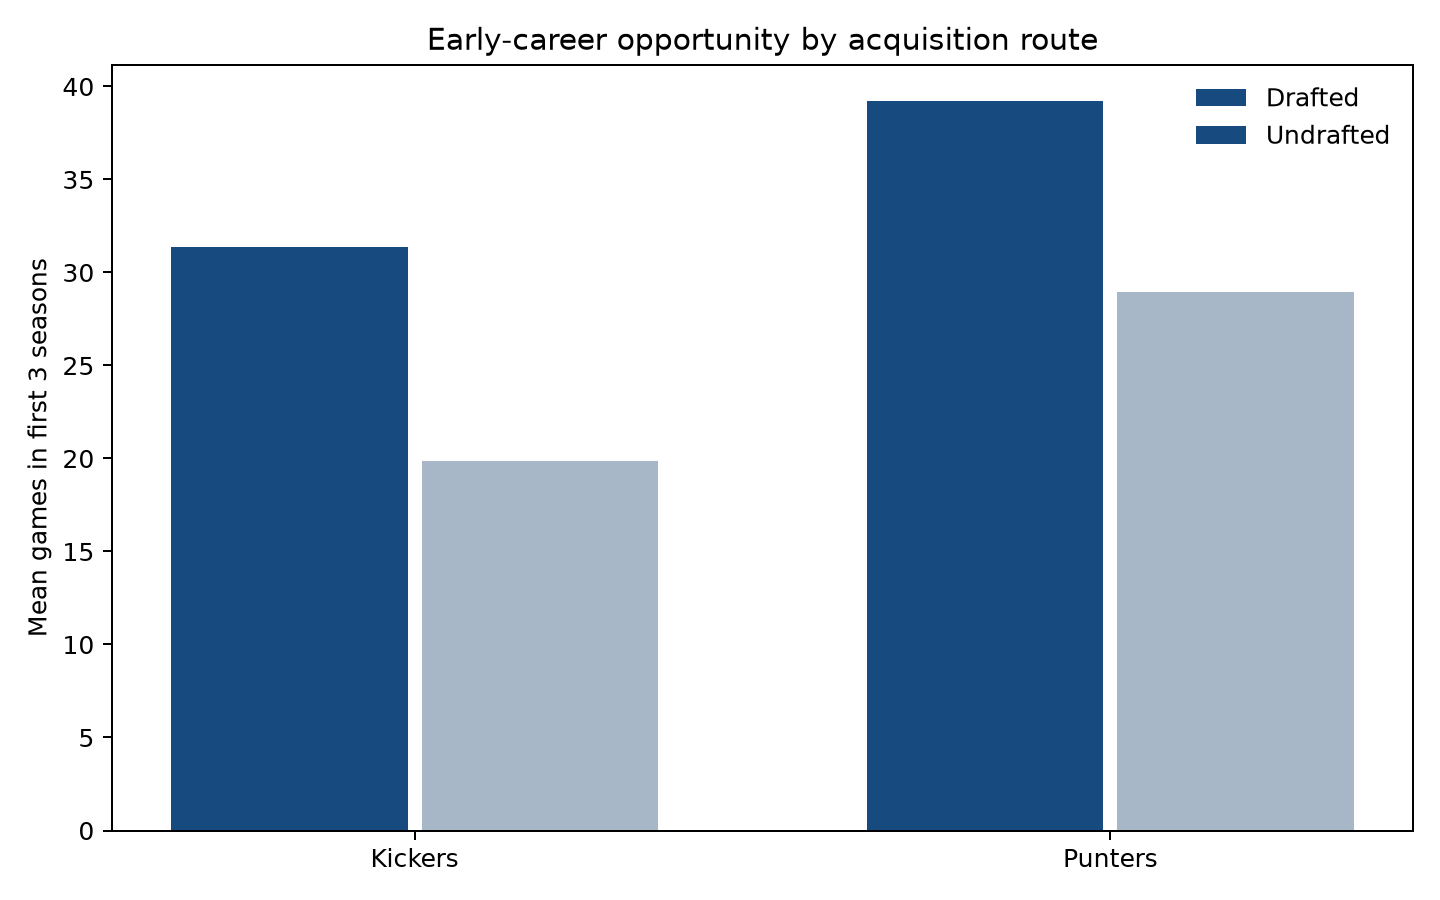 Early-career opportunity by acquisition route
Drafted
Undrafted
Mean games in first 3 seasons
40
35
30
25
20
15
10
5
0
Kickers
Punters